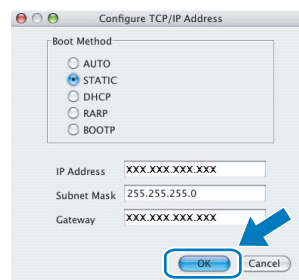 Configure TCP/IP Address
Boot Method
AUTO
STATIC
DHCP
RARP
BOOTP
IP Address XXX.XXX.XXX.XXX
Subnet Mask 255.255.255.0
Gateway XXX.XXX.XXX.XXX
OK Cancel